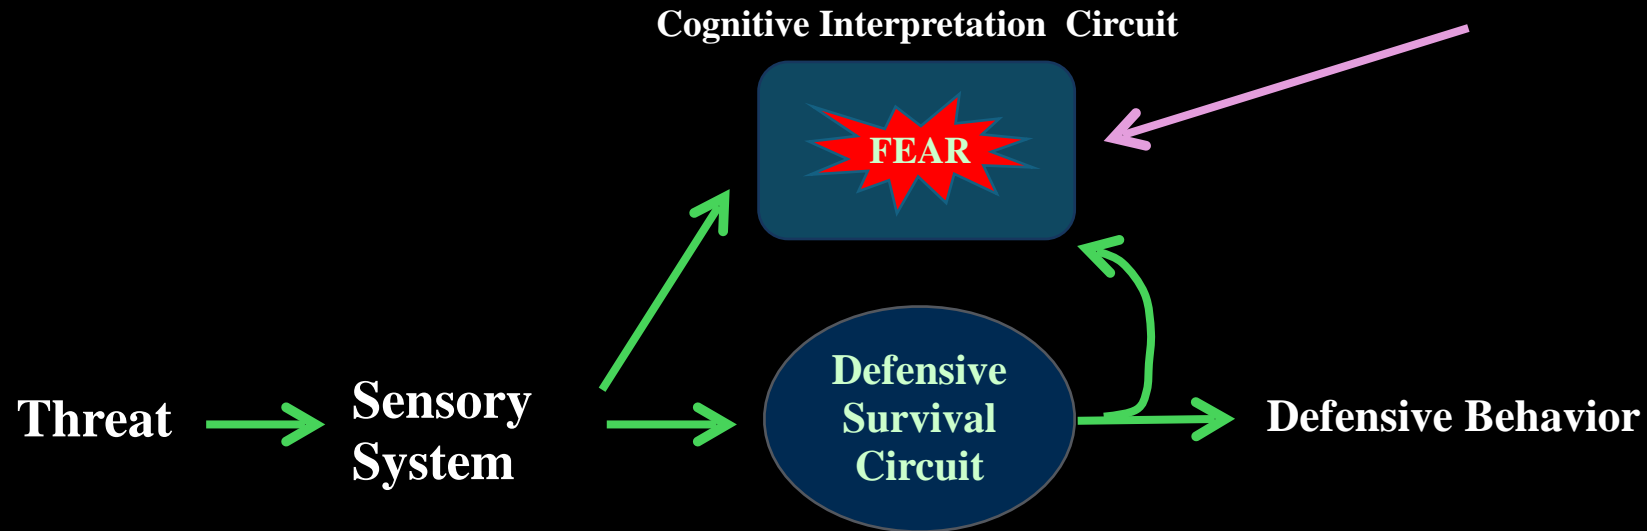 Cognitive Interpretation Circuit
FEAR
Threat
Sensory
System
Defensive
Survival
Circuit
Defensive Behavior